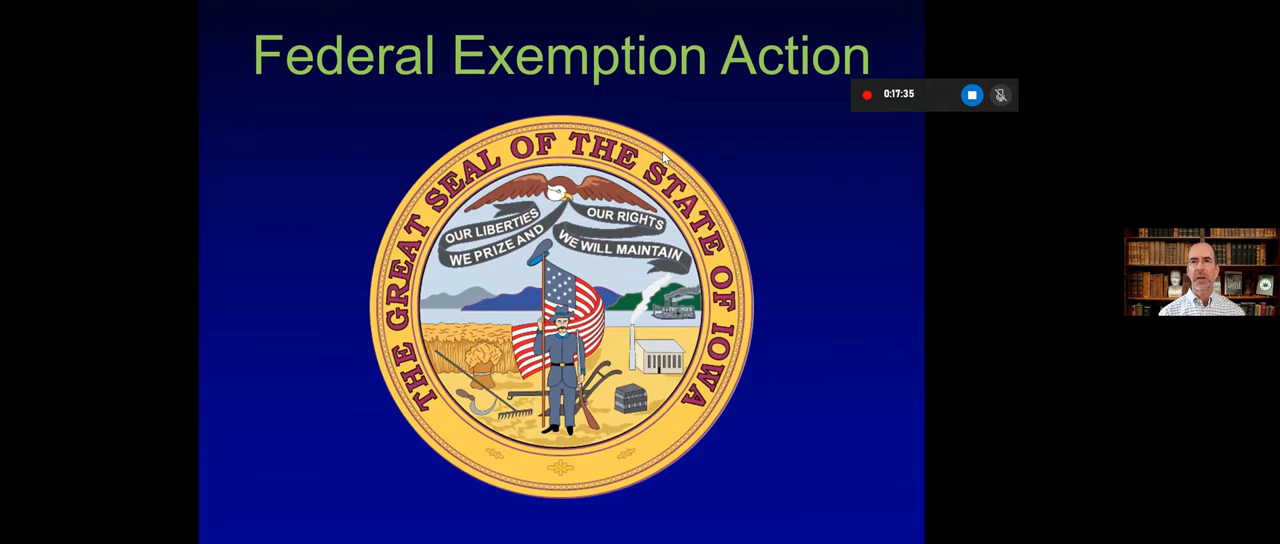 Federal Exemption Action
0:17:35
THE GREAT SEAL OF THE STATE OF IOWA
OUR LIBERTIES
WE PRIZE AND
OUR RIGHTS
WE WILL MAINTAIN